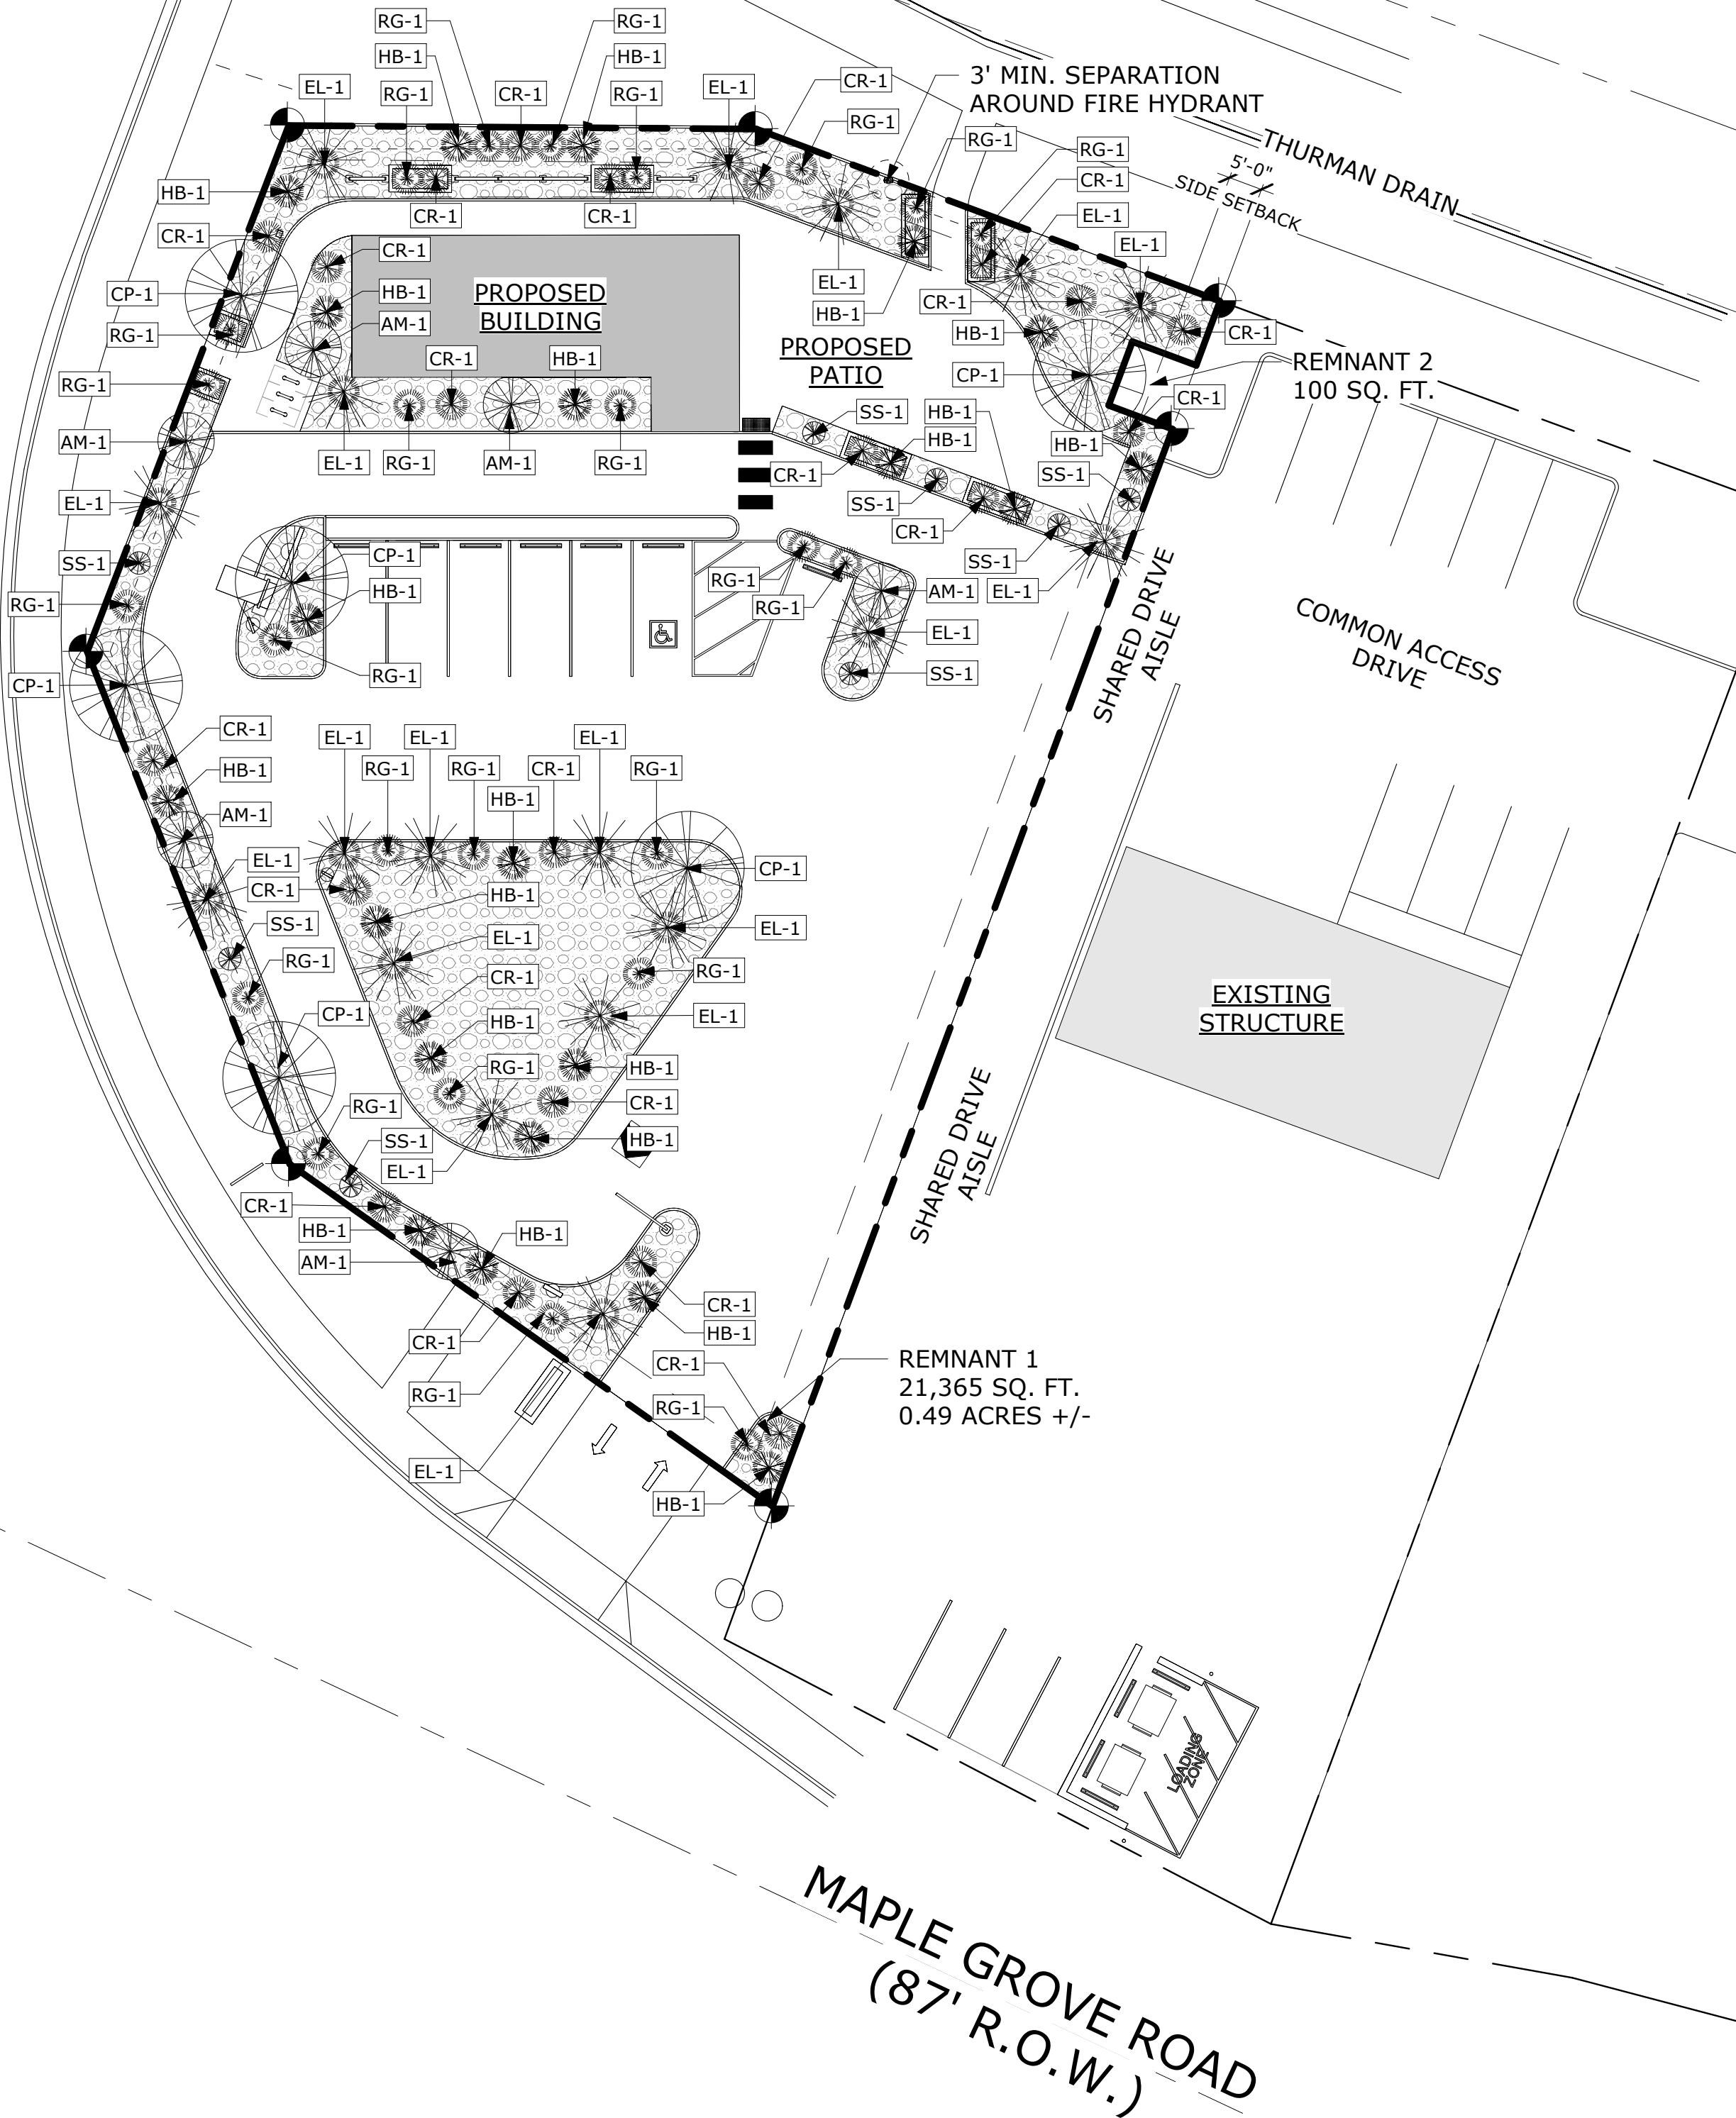 RG-1
RG-1
HB-1
HB-1
EL-1
RG-1
CR-1
RG-1
EL-1
CR-1
3' MIN. SEPARATION
AROUND FIRE HYDRANT
RG-1
RG-1
RG-1
THURMAN DRAIN
5'-0"
SIDE SETBACK
HB-1
CR-1
CR-1
CR-1
EL-1
CR-1
CR-1
EL-1
PROPOSED
BUILDING
HB-1
AM-1
CP-1
RG-1
EL-1
HB-1
CR-1
HB-1
CR-1
PROPOSED
PATIO
CR-1
HB-1
CP-1
REMNANT 2
100 SQ. FT.
RG-1
CR-1
SS-1
HB-1
HB-1
HB-1
AM-1
EL-1
RG-1
AM-1
RG-1
CR-1
SS-1
SS-1
CR-1
EL-1
SS-1
CP-1
SS-1
HB-1
RG-1
RG-1
AM-1
EL-1
RG-1
EL-1
RG-1
SS-1
CP-1
SHARED DRIVE
AISLE
COMMON ACCESS
DRIVE
CR-1
EL-1
EL-1
EL-1
HB-1
RG-1
RG-1
CR-1
RG-1
HB-1
AM-1
EL-1
CR-1
CP-1
HB-1
SS-1
EL-1
EL-1
RG-1
CR-1
RG-1
EXISTING
STRUCTURE
CP-1
HB-1
EL-1
RG-1
HB-1
RG-1
CR-1
SS-1
HB-1
EL-1
SHARED DRIVE
AISLE
CR-1
HB-1
HB-1
AM-1
CR-1
HB-1
CR-1
CR-1
REMNANT 1
21,365 SQ. FT.
0.49 ACRES +/-
RG-1
RG-1
EL-1
HB-1
LOADING
ZONE
MAPLE GROVE ROAD
(87' R.O.W.)